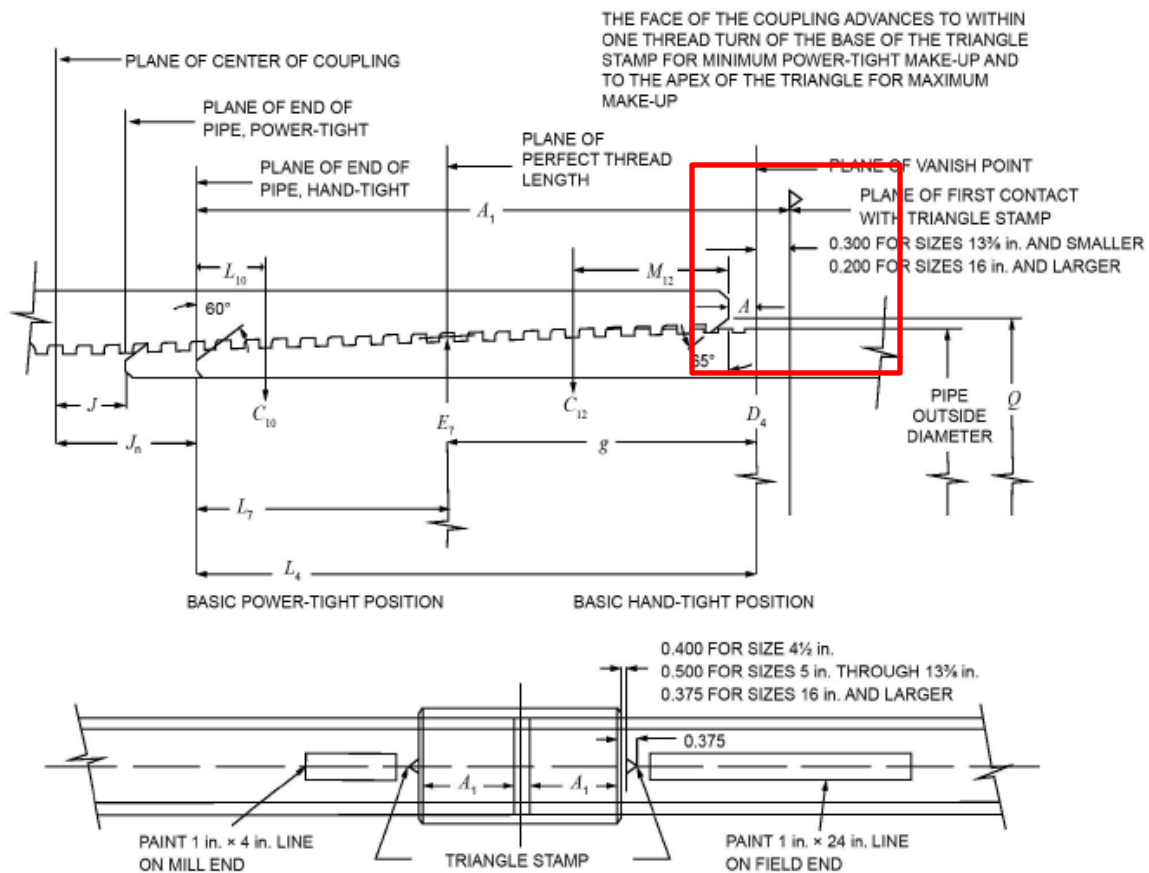 THE FACE OF THE COUPLING ADVANCES TO WITHIN
ONE THREAD TURN OF THE BASE OF THE TRIANGLE
STAMP FOR MINIMUM POWER-TIGHT MAKE-UP AND
TO THE APEX OF THE TRIANGLE FOR MAXIMUM
MAKE-UP
PLANE OF CENTER OF COUPLING
PLANE OF END OF
PIPE, POWER-TIGHT
PLANE OF END OF
PIPE, HAND-TIGHT
PLANE OF
PERFECT THREAD
LENGTH
PLANE OF VANISH POINT
PLANE OF FIRST CONTACT
WITH TRIANGLE STAMP
0.300 FOR SIZES 13⅜ in. AND SMALLER
0.200 FOR SIZES 16 in. AND LARGER
A₁
L₁₀
M₁₂
A
60°
65°
J
C₁₀
E₇
C₁₂
D₄
PIPE
OUTSIDE
DIAMETER
Q
Jₙ
g
L₇
L₄
BASIC POWER-TIGHT POSITION
BASIC HAND-TIGHT POSITION
0.400 FOR SIZE 4½ in.
0.500 FOR SIZES 5 in. THROUGH 13⅜ in.
0.375 FOR SIZES 16 in. AND LARGER
0.375
A₁
A₁
PAINT 1 in. × 4 in. LINE
ON MILL END
TRIANGLE STAMP
PAINT 1 in. × 24 in. LINE
ON FIELD END